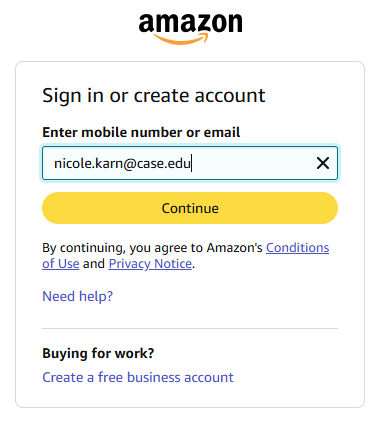 amazon
Sign in or create account
Enter mobile number or email
nicole.karn@case.edu
Continue
By continuing, you agree to Amazon's Conditions
of Use and Privacy Notice.
Need help?
Buying for work?
Create a free business account